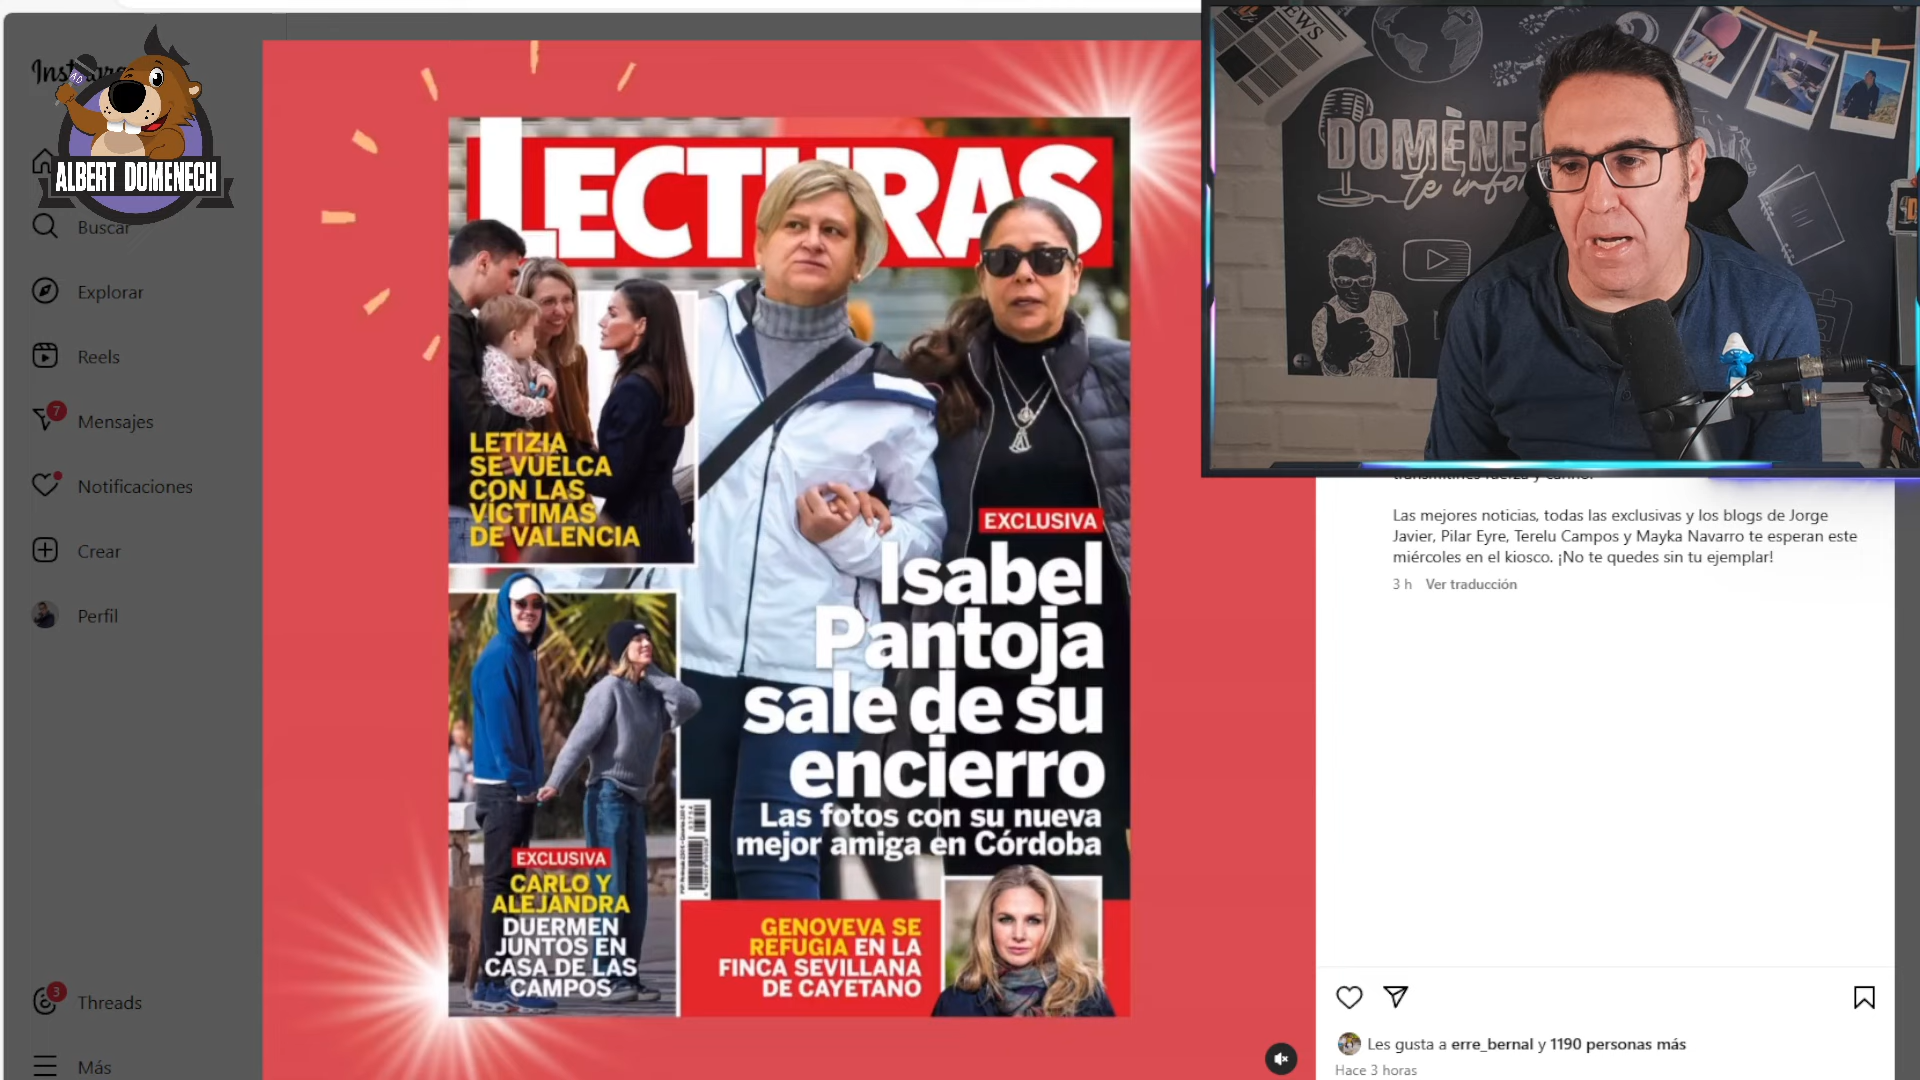 ALBERT DOMENECH
Buscar
Explorar
Reels
7
Mensajes
Notificaciones
Crear
Perfil
3
Threads
Más
LECTURAS
LETIZIA
SE VUELCA
CON LAS
VÍCTIMAS
DE VALENCIA
EXCLUSIVA
Isabel
Pantoja
sale de su
encierro
Las fotos con su nueva
mejor amiga en Córdoba
EXCLUSIVA
CARLO Y
ALEJANDRA
DUERMEN
JUNTOS EN
CASA DE LAS
CAMPOS
GENOVEVA SE
REFUGIA EN LA
FINCA SEVILLANA
DE CAYETANO
NEWS
Las mejores noticias, todas las exclusivas y los blogs de Jorge
Javier, Pilar Eyre, Terelu Campos y Mayka Navarro te esperan este
miércoles en el kiosco. ¡No te quedes sin tu ejemplar!
3 h Ver traducción
Les gusta a erre_bernal y 1190 personas más
Hace 3 horas